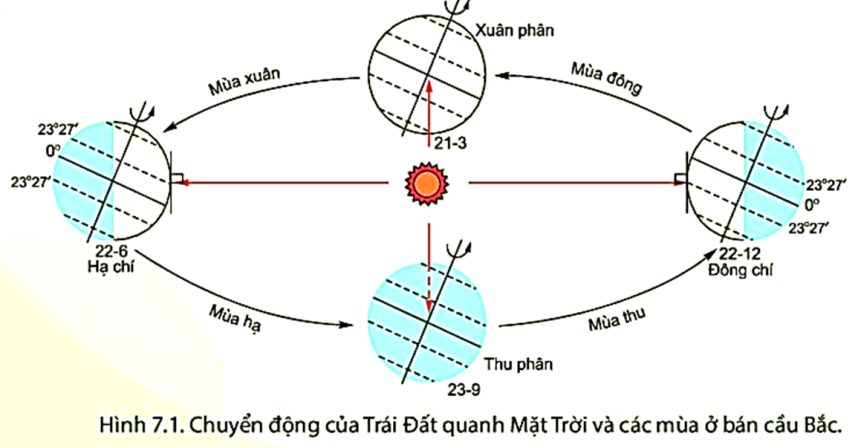 Xuân phân
Mùa xuân
Mùa đông
21-3
23°27′
0°
23°27′
22-6
Hạ chí
23°27′
0°
23°27′
22-12
Đông chí
Mùa hạ
Mùa thu
Thu phân
23-9
Hình 7.1. Chuyển động của Trái Đất quanh Mặt Trời và các mùa ở bán cầu Bắc.